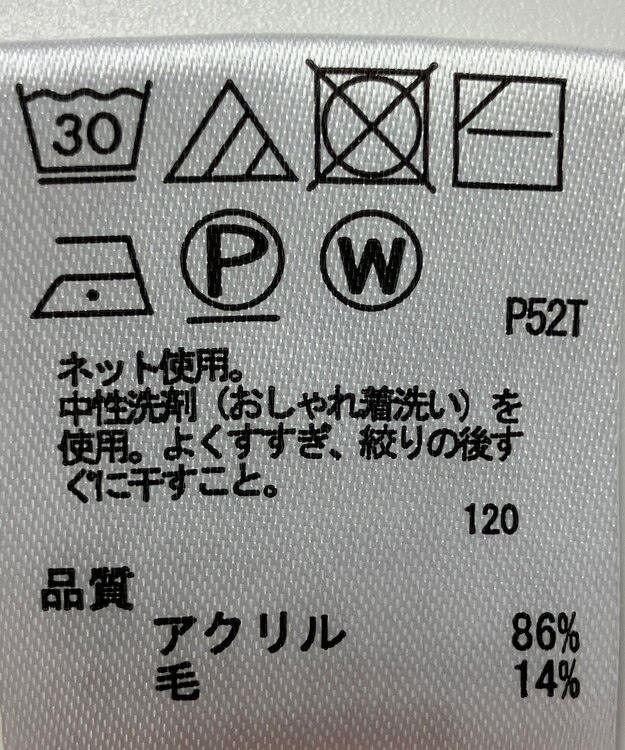 30
P W
P52T
ネット使用。
中性洗剤（おしゃれ着洗い）を
使用。よくすすぎ、絞りの後す
ぐに干すこと。
120
品質
アクリル 86%
毛 14%